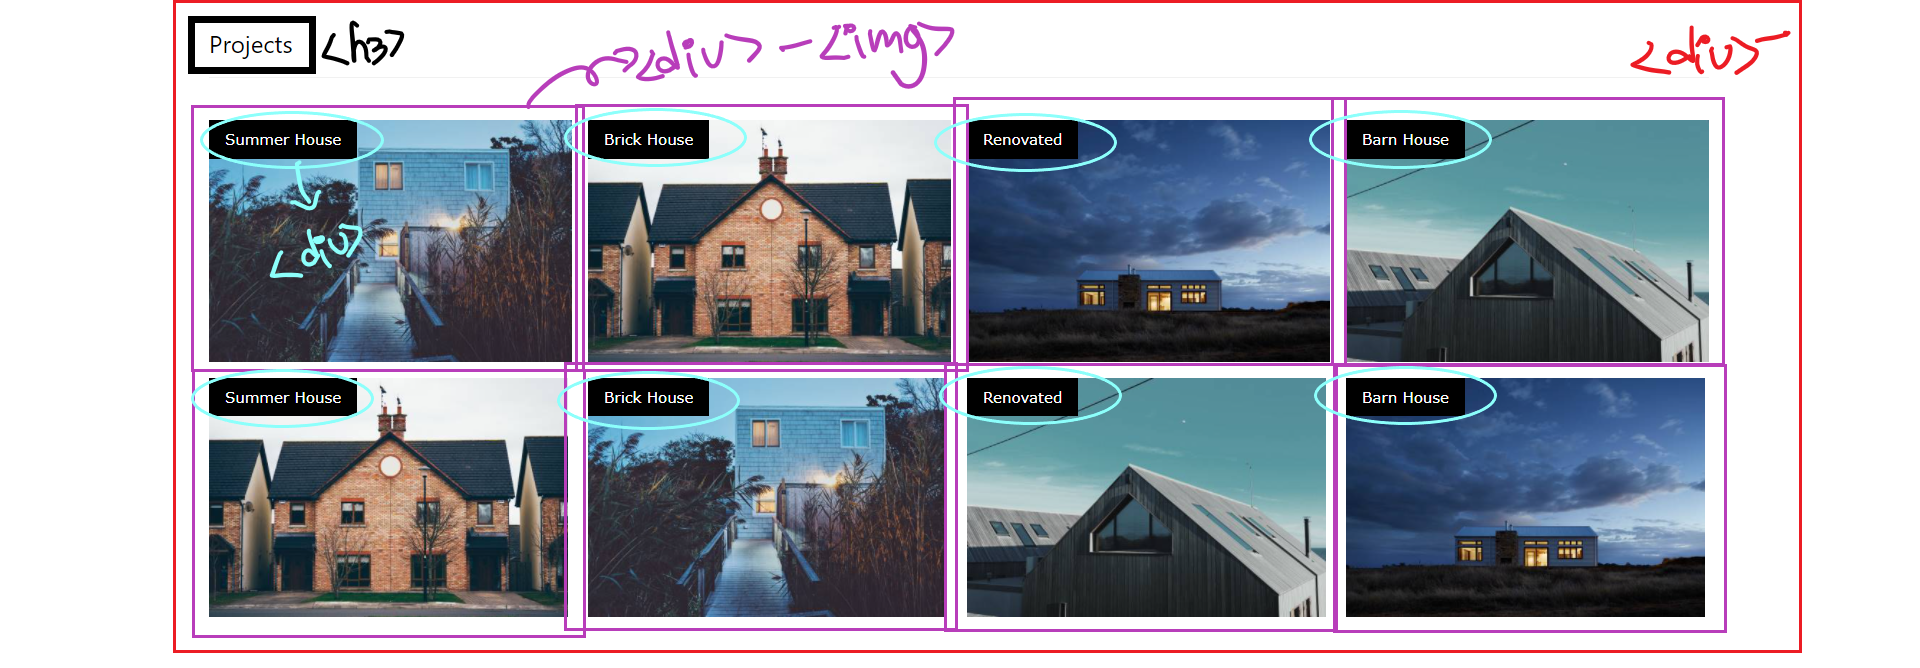 Projects <h3>
<div> - <img>
<div> -
Summer House Brick House Renovated Barn House
<div>
Summer House Brick House Renovated Barn House